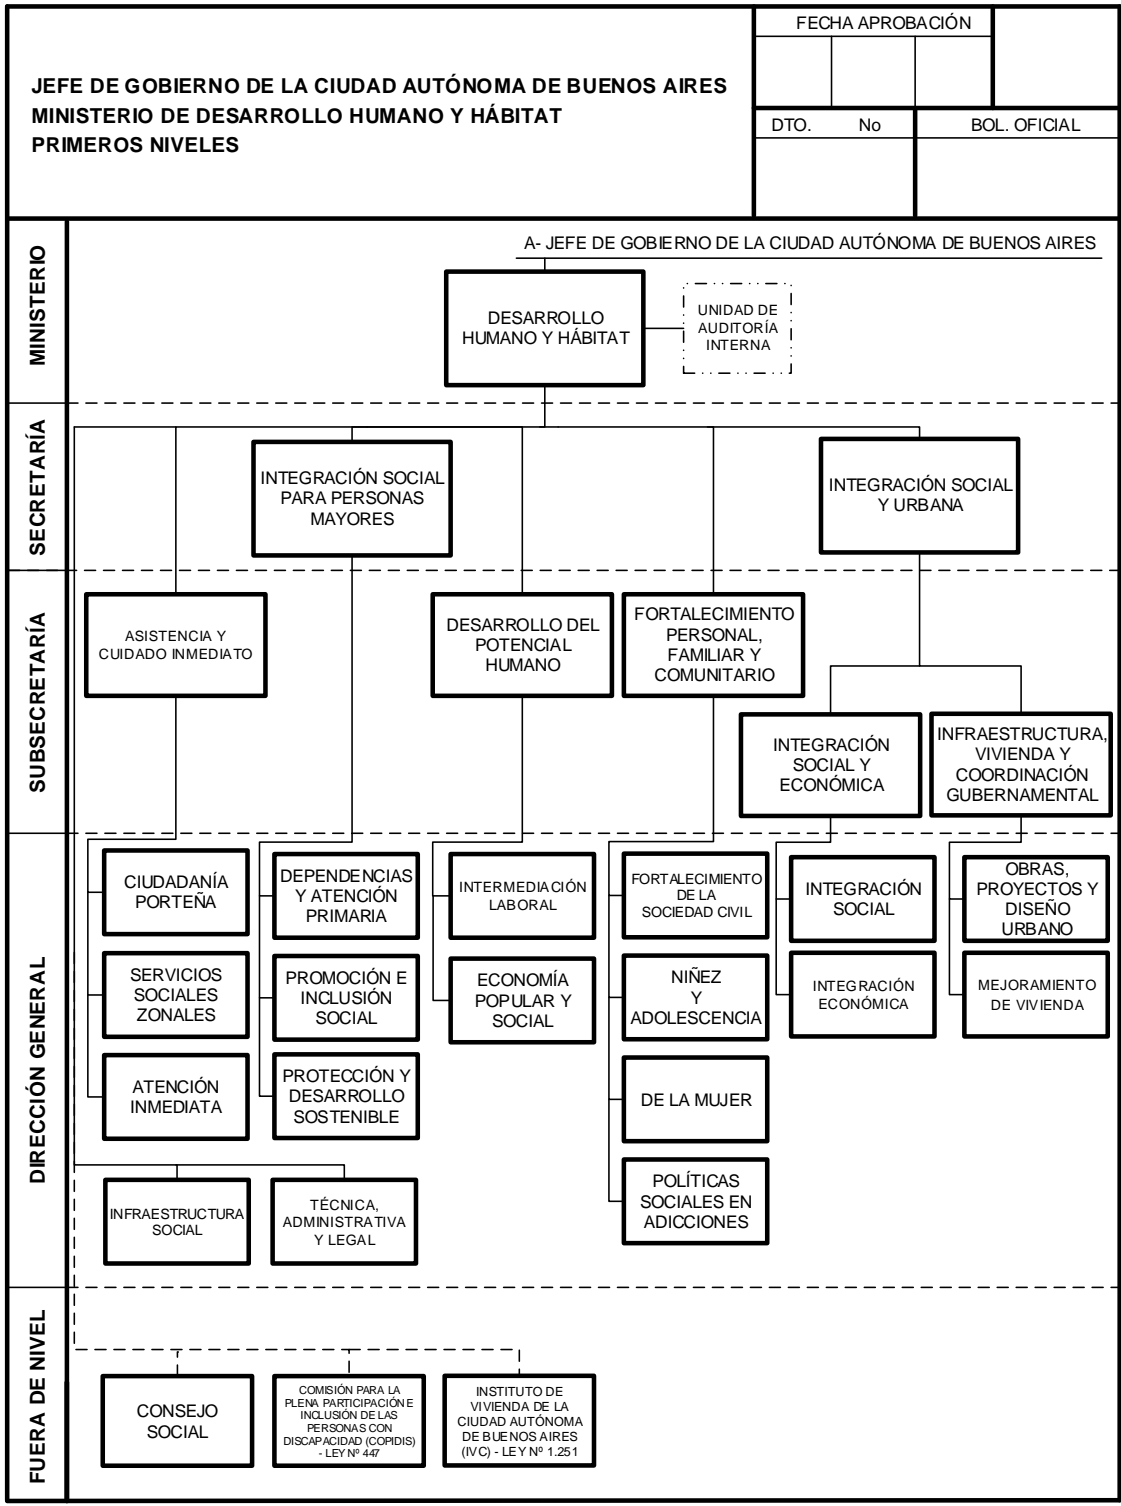 JEFE DE GOBIERNO DE LA CIUDAD AUTÓNOMA DE BUENOS AIRES
MINISTERIO DE DESARROLLO HUMANO Y HÁBITAT
PRIMEROS NIVELES
FECHA APROBACIÓN
DTO. No
BOL. OFICIAL
MINISTERIO
A- JEFE DE GOBIERNO DE LA CIUDAD AUTÓNOMA DE BUENOS AIRES
DESARROLLO
HUMANO Y HÁBITAT
UNIDAD DE
AUDITORÍA
INTERNA
SECRETARÍA
INTEGRACIÓN SOCIAL
PARA PERSONAS
MAYORES
INTEGRACIÓN SOCIAL
Y URBANA
SUBSECRETARÍA
ASISTENCIA Y
CUIDADO INMEDIATO
DESARROLLO DEL
POTENCIAL
HUMANO
FORTALECIMIENTO
PERSONAL,
FAMILIAR Y
COMUNITARIO
INTEGRACIÓN
SOCIAL Y
ECONÓMICA
INFRAESTRUCTURA,
VIVIENDA Y
COORDINACIÓN
GUBERNAMENTAL
DIRECCIÓN GENERAL
CIUDADANÍA
PORTEÑA
DEPENDENCIAS
Y ATENCIÓN
PRIMARIA
INTERMEDIACIÓN
LABORAL
FORTALECIMIENTO
DE LA
SOCIEDAD CIVIL
INTEGRACIÓN
SOCIAL
OBRAS,
PROYECTOS Y
DISEÑO
URBANO
SERVICIOS
SOCIALES
ZONALES
PROMOCIÓN E
INCLUSIÓN
SOCIAL
ECONOMÍA
POPULAR Y
SOCIAL
NIÑEZ
Y
ADOLESCENCIA
INTEGRACIÓN
ECONÓMICA
MEJORAMIENTO
DE VIVIENDA
ATENCIÓN
INMEDIATA
PROTECCIÓN Y
DESARROLLO
SOSTENIBLE
DE LA MUJER
INFRAESTRUCTURA
SOCIAL
TÉCNICA,
ADMINISTRATIVA
Y LEGAL
POLÍTICAS
SOCIALES EN
ADICCIONES
FUERA DE NIVEL
CONSEJO
SOCIAL
COMISIÓN PARA LA
PLENA PARTICIPACIÓN E
INCLUSIÓN DE LAS
PERSONAS CON
DISCAPACIDAD (COPIDIS)
- LEY Nº 447
INSTITUTO DE
VIVIENDA DE LA
CIUDAD AUTÓNOMA
DE BUENOS AIRES
(IVC) - LEY Nº 1.251